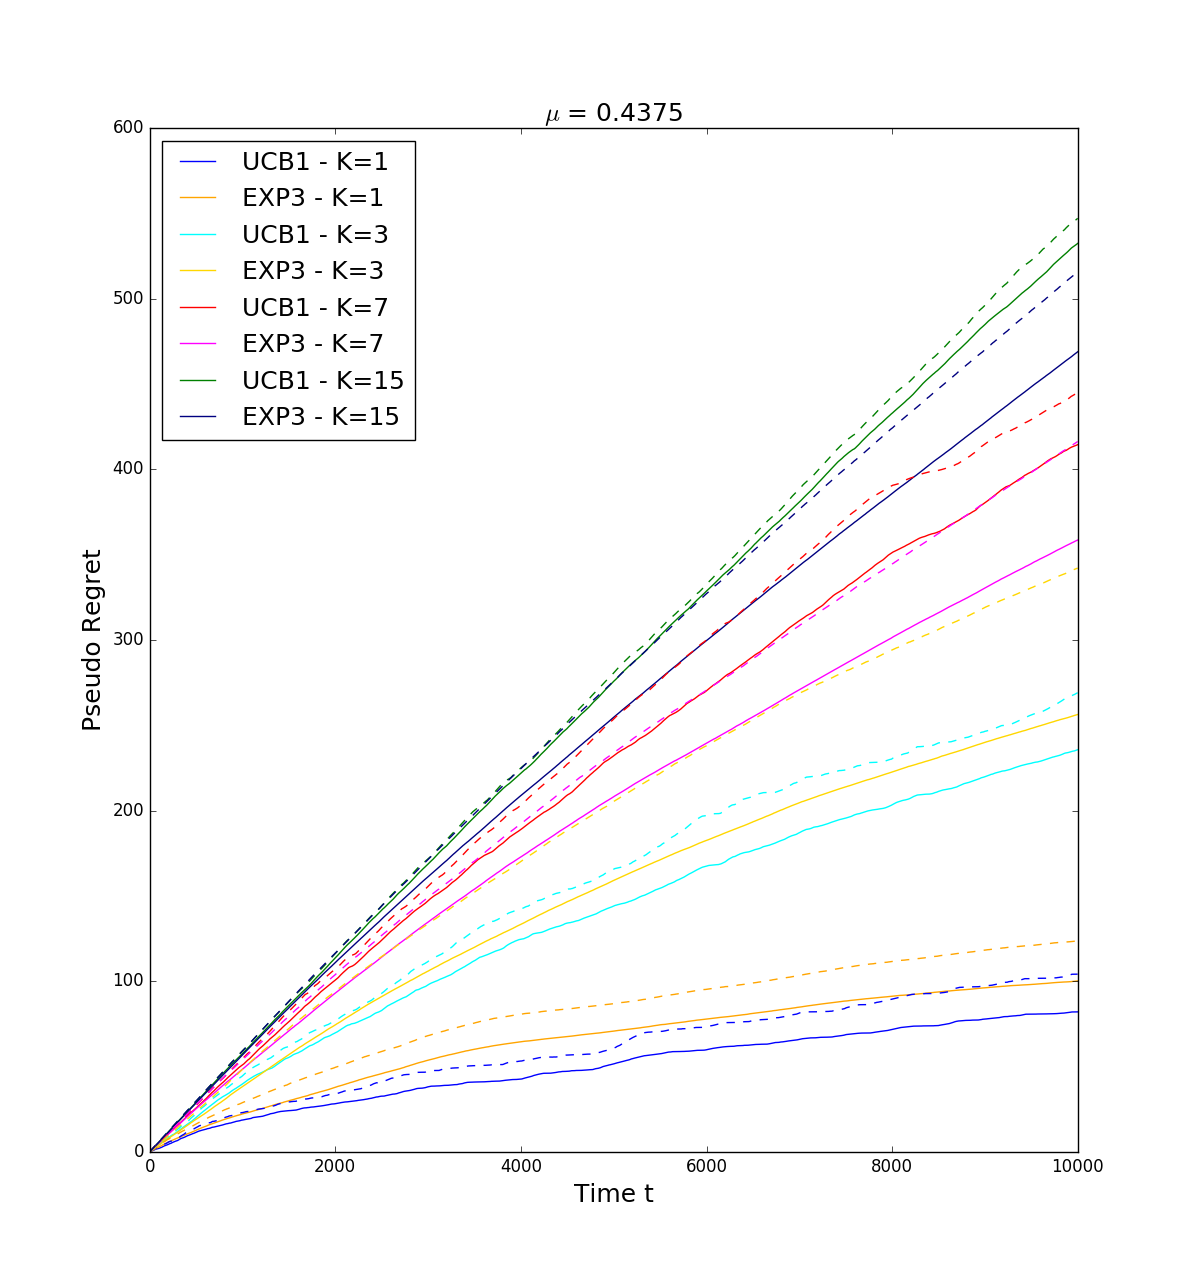 μ = 0.4375
600
500
400
300
200
100
0
UCB1 - K=1
EXP3 - K=1
UCB1 - K=3
EXP3 - K=3
UCB1 - K=7
EXP3 - K=7
UCB1 - K=15
EXP3 - K=15
Pseudo Regret
0 2000 4000 6000 8000 10000
Time t